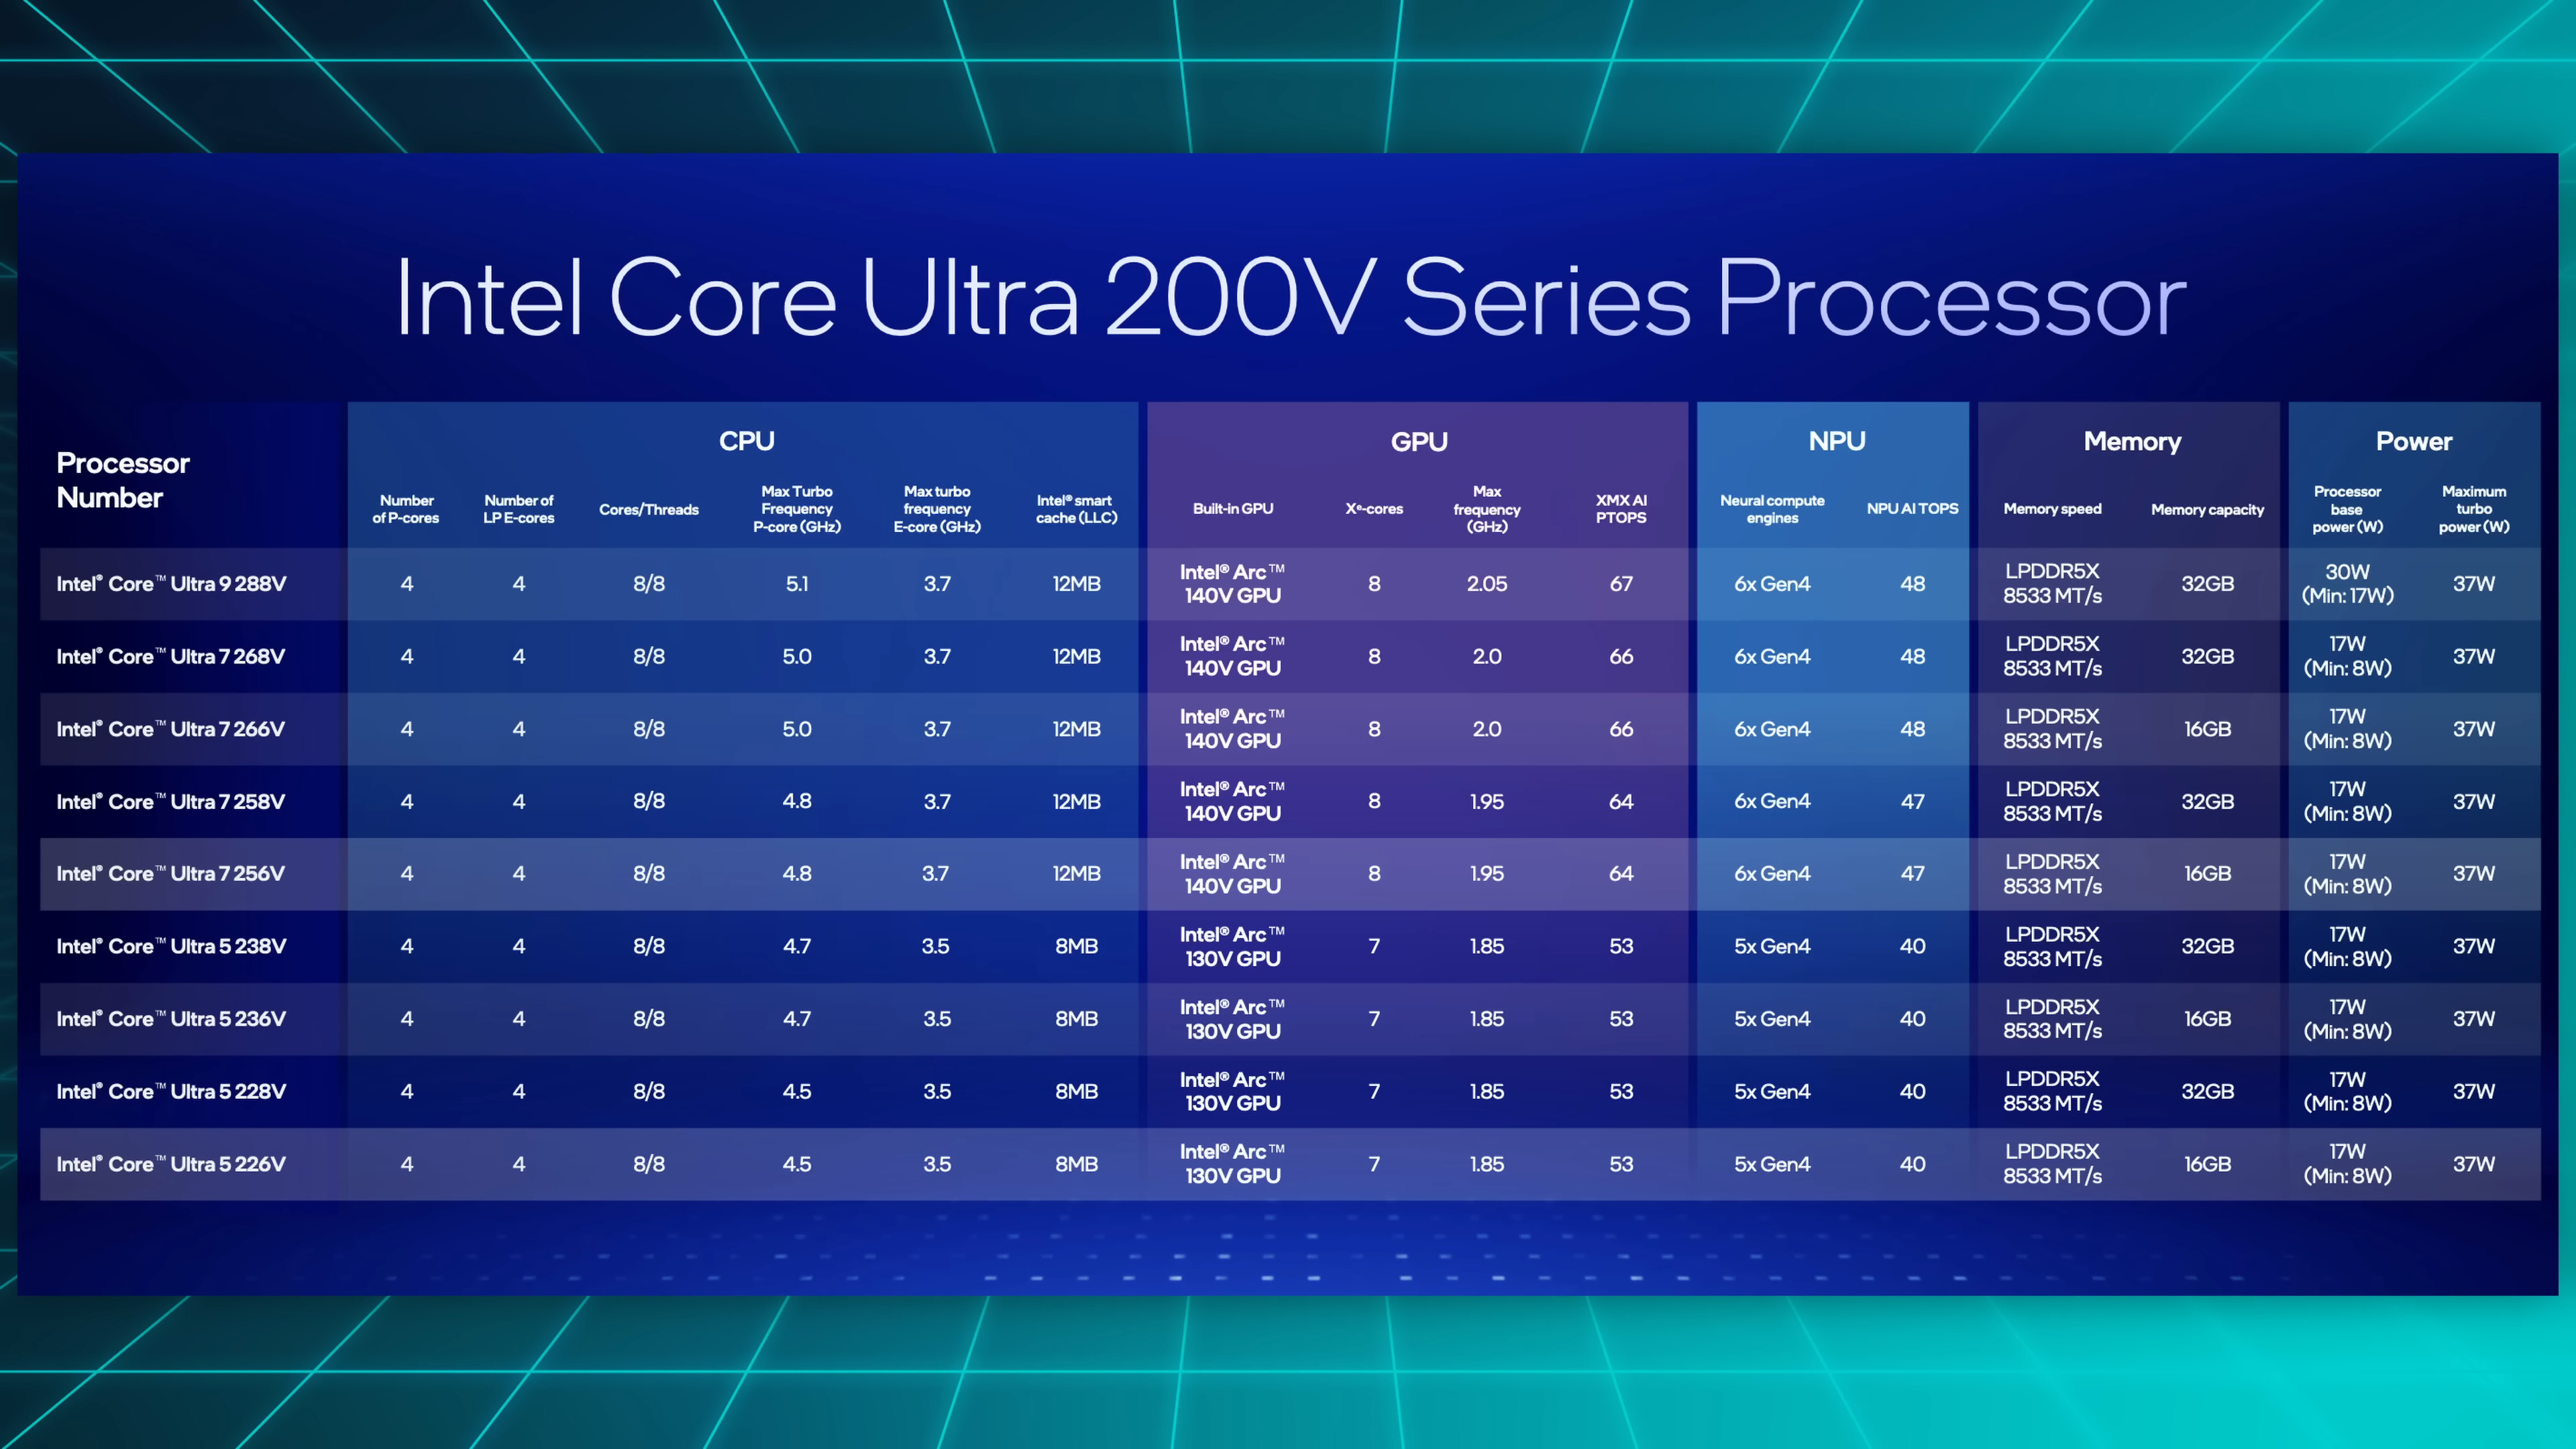 Intel Core Ultra 200V Series Processor
Processor
Number
CPU
Number
of P-cores
Number of
LP E-cores
Cores/Threads
Max Turbo
Frequency
P-core (GHz)
Max turbo
frequency
E-core (GHz)
Intel® smart
cache (LLC)
GPU
Built-in GPU
Xᵉ-cores
Max
frequency
(GHz)
XMX AI
PTOPS
NPU
Neural compute
engines
NPU AI TOPS
Memory
Memory speed
Memory capacity
Power
Processor
base
power (W)
Maximum
turbo
power (W)
Intel® Core™ Ultra 9 288V 4 4 8/8 5.1 3.7 12MB Intel® Arc™ 140V GPU 8 2.05 67 6x Gen4 48 LPDDR5X 8533 MT/s 32GB 30W (Min: 17W) 37W
Intel® Core™ Ultra 7 268V 4 4 8/8 5.0 3.7 12MB Intel® Arc™ 140V GPU 8 2.0 66 6x Gen4 48 LPDDR5X 8533 MT/s 32GB 17W (Min: 8W) 37W
Intel® Core™ Ultra 7 266V 4 4 8/8 5.0 3.7 12MB Intel® Arc™ 140V GPU 8 2.0 66 6x Gen4 48 LPDDR5X 8533 MT/s 16GB 17W (Min: 8W) 37W
Intel® Core™ Ultra 7 258V 4 4 8/8 4.8 3.7 12MB Intel® Arc™ 140V GPU 8 1.95 64 6x Gen4 47 LPDDR5X 8533 MT/s 32GB 17W (Min: 8W) 37W
Intel® Core™ Ultra 7 256V 4 4 8/8 4.8 3.7 12MB Intel® Arc™ 140V GPU 8 1.95 64 6x Gen4 47 LPDDR5X 8533 MT/s 16GB 17W (Min: 8W) 37W
Intel® Core™ Ultra 5 238V 4 4 8/8 4.7 3.5 8MB Intel® Arc™ 130V GPU 7 1.85 53 5x Gen4 40 LPDDR5X 8533 MT/s 32GB 17W (Min: 8W) 37W
Intel® Core™ Ultra 5 236V 4 4 8/8 4.7 3.5 8MB Intel® Arc™ 130V GPU 7 1.85 53 5x Gen4 40 LPDDR5X 8533 MT/s 16GB 17W (Min: 8W) 37W
Intel® Core™ Ultra 5 228V 4 4 8/8 4.5 3.5 8MB Intel® Arc™ 130V GPU 7 1.85 53 5x Gen4 40 LPDDR5X 8533 MT/s 32GB 17W (Min: 8W) 37W
Intel® Core™ Ultra 5 226V 4 4 8/8 4.5 3.5 8MB Intel® Arc™ 130V GPU 7 1.85 53 5x Gen4 40 LPDDR5X 8533 MT/s 16GB 17W (Min: 8W) 37W